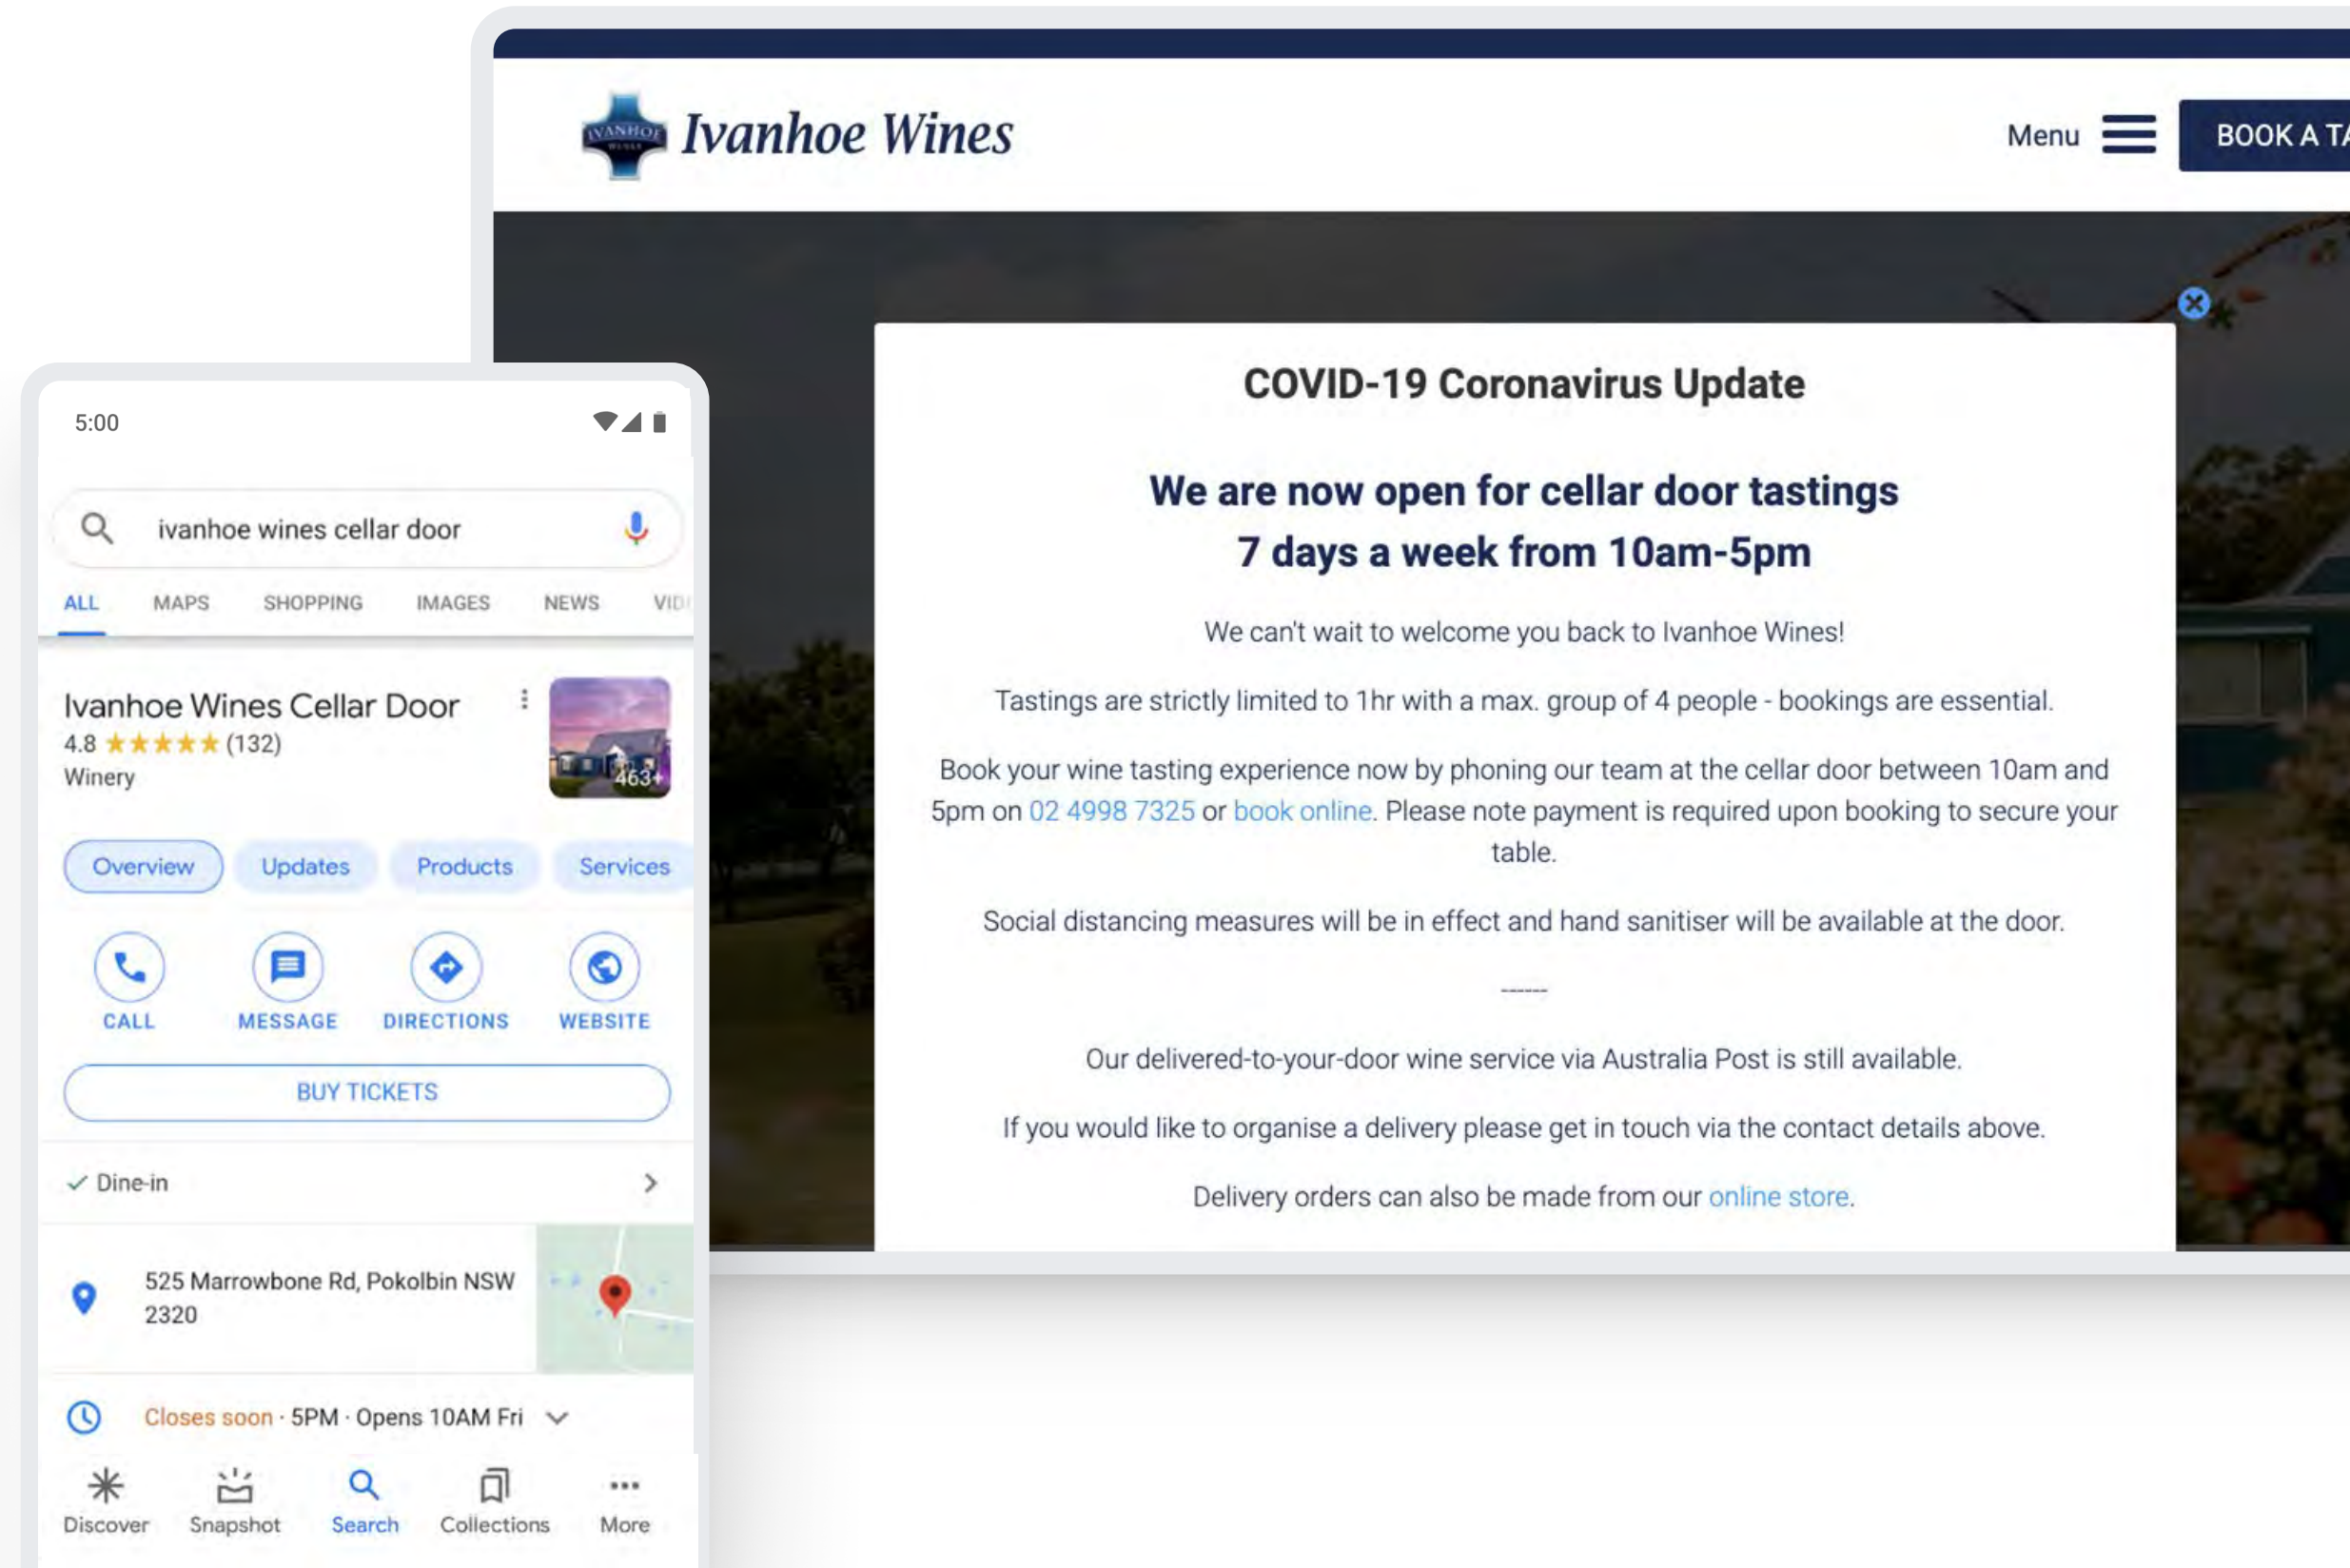 IVANHOE
WINES
Ivanhoe Wines
Menu
BOOK A TA
COVID-19 Coronavirus Update
We are now open for cellar door tastings
7 days a week from 10am-5pm
We can't wait to welcome you back to Ivanhoe Wines!
Tastings are strictly limited to 1hr with a max. group of 4 people - bookings are essential.
Book your wine tasting experience now by phoning our team at the cellar door between 10am and
5pm on 02 4998 7325 or book online. Please note payment is required upon booking to secure your
table.
Social distancing measures will be in effect and hand sanitiser will be available at the door.
------
Our delivered-to-your-door wine service via Australia Post is still available.
If you would like to organise a delivery please get in touch via the contact details above.
Delivery orders can also be made from our online store.
5:00
ivanhoe wines cellar door
ALL MAPS SHOPPING IMAGES NEWS VID
Ivanhoe Wines Cellar Door
4.8 (132)
Winery
463+
Overview Updates Products Services
CALL MESSAGE DIRECTIONS WEBSITE
BUY TICKETS
Dine-in
525 Marrowbone Rd, Pokolbin NSW
2320
Closes soon · 5PM · Opens 10AM Fri
Discover Snapshot Search Collections More